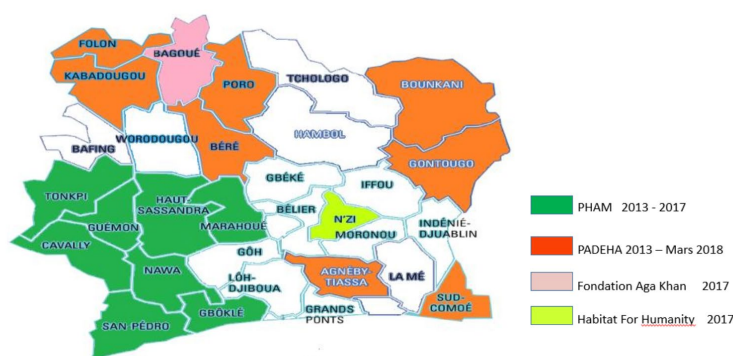 FOLON
BAGOUÉ
KABADOUGOU
PORO
TCHOLOGO
BOUNKANI
HAMBOL
WORODOUGOU
BAFING
BÉRÉ
GONTOUGO
GBÉKÉ
IFFOU
TONKPI
HAUT-
SASSANDRA
MARAHOUÉ
BÉLIER
N'ZI
MORONOU
INDÉNIÉ-
DJUABLIN
GUÉMON
CAVALLY
GÔH
NAWA
LÔH-
DJIBOUA
AGNÉBY-
TIASSA
LA MÉ
SUD-
COMOÉ
GRANDS
PONTS
SAN-PÉDRO
GBÔKLÉ
PHAM 2013 - 2017
PADEHA 2013 – Mars 2018
Fondation Aga Khan 2017
Habitat For Humanity 2017